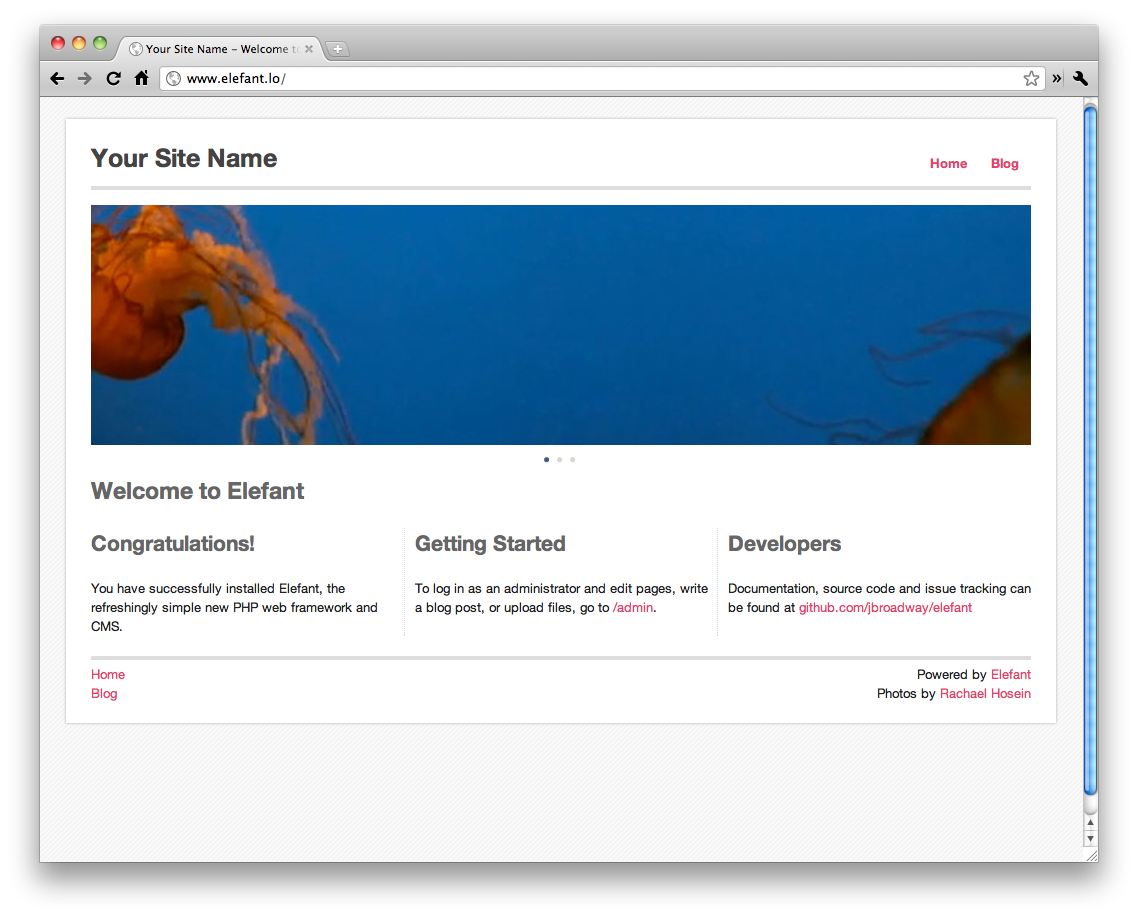 Your Site Name – Welcome to
www.elefant.lo/
Your Site Name
Home Blog
Welcome to Elefant
Congratulations!
You have successfully installed Elefant, the
refreshingly simple new PHP web framework and
CMS.
Getting Started
To log in as an administrator and edit pages, write
a blog post, or upload files, go to /admin.
Developers
Documentation, source code and issue tracking can
be found at github.com/jbroadway/elefant
Home
Blog
Powered by Elefant
Photos by Rachael Hosein